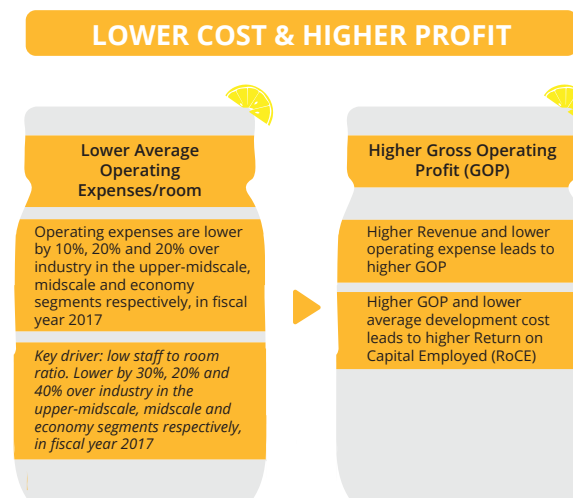 LOWER COST & HIGHER PROFIT
Lower Average
Operating
Expenses/room
Operating expenses are lower
by 10%, 20% and 20% over
industry in the upper-midscale,
midscale and economy
segments respectively, in fiscal
year 2017
Key driver: low staff to room
ratio. Lower by 30%, 20% and
40% over industry in the
upper-midscale, midscale and
economy segments respectively,
in fiscal year 2017
Higher Gross Operating
Profit (GOP)
Higher Revenue and lower
operating expense leads to
higher GOP
Higher GOP and lower
average development cost
leads to higher Return on
Capital Employed (RoCE)